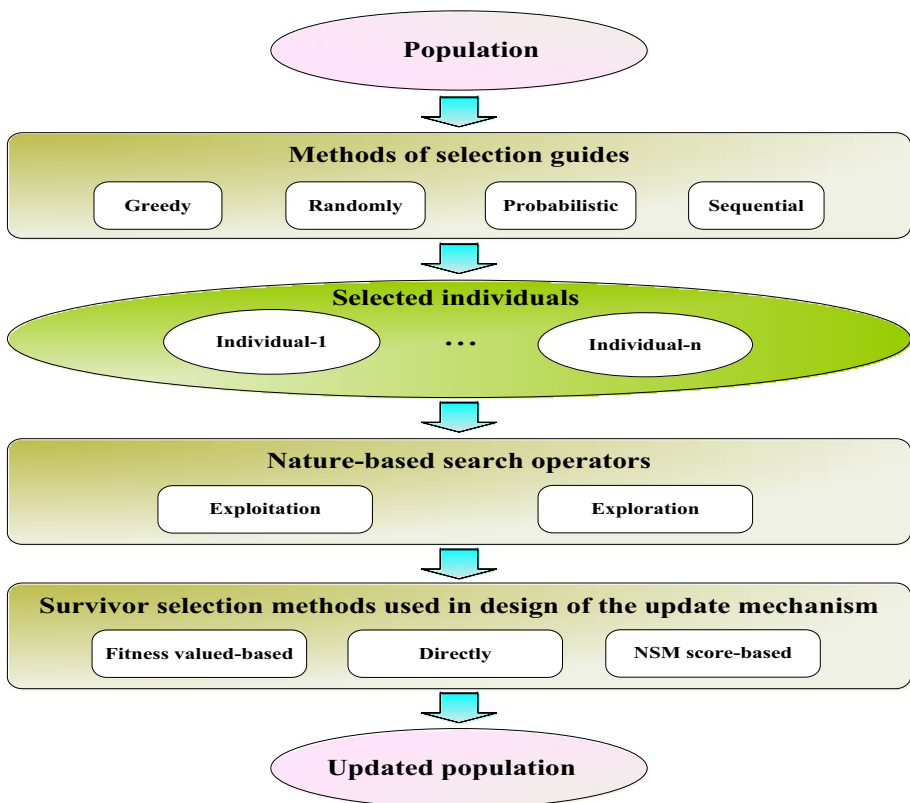 Population
Methods of selection guides
Greedy
Randomly
Probabilistic
Sequential
Selected individuals
Individual-1
...
Individual-n
Nature-based search operators
Exploitation
Exploration
Survivor selection methods used in design of the update mechanism
Fitness valued-based
Directly
NSM score-based
Updated population